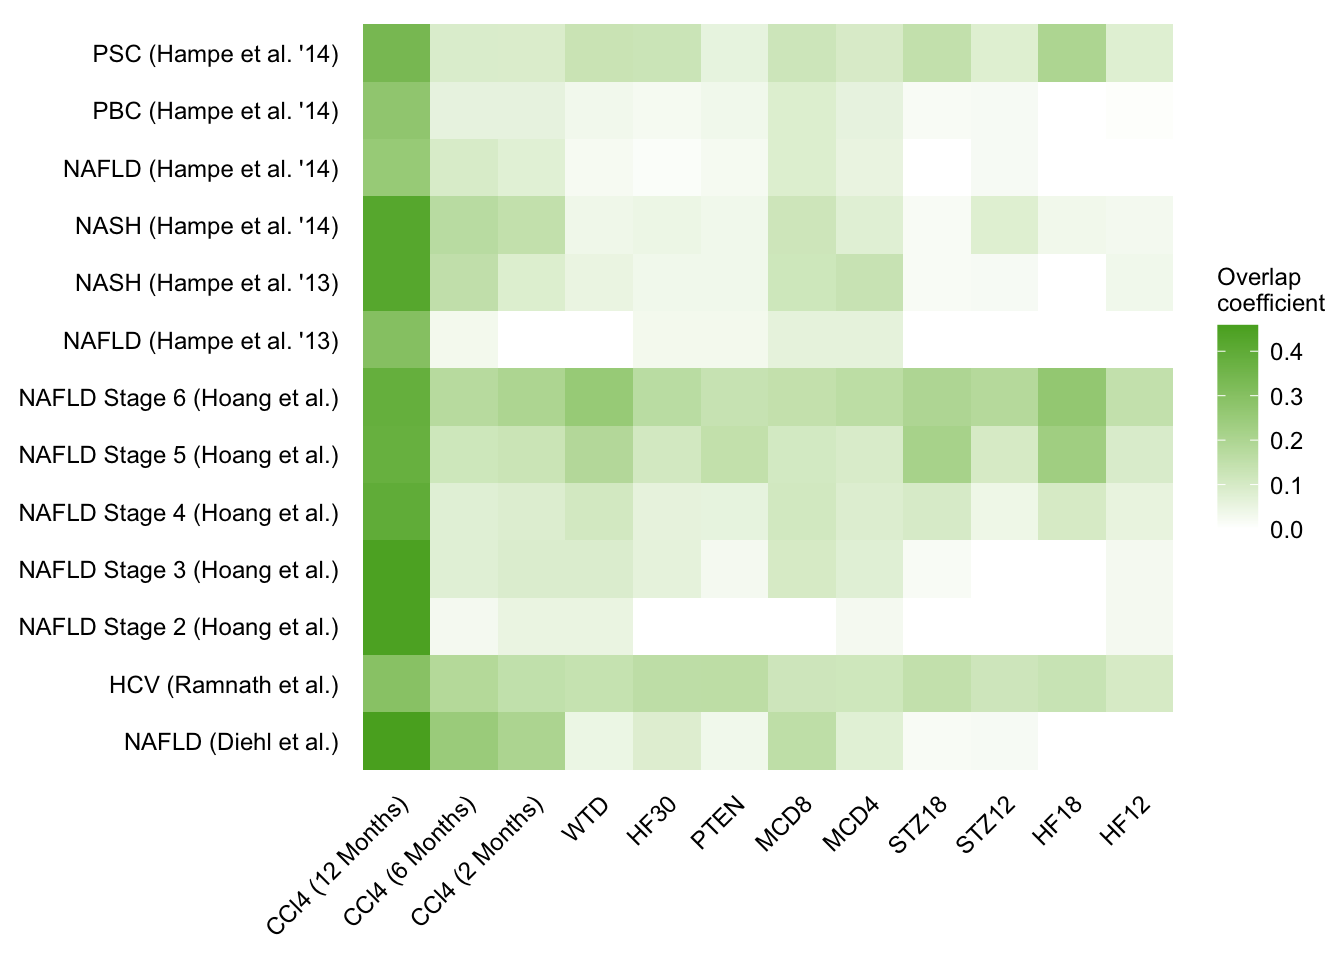 PSC (Hampe et al. '14)
PBC (Hampe et al. '14)
NAFLD (Hampe et al. '14)
NASH (Hampe et al. '14)
NASH (Hampe et al. '13)
NAFLD (Hampe et al. '13)
NAFLD Stage 6 (Hoang et al.)
NAFLD Stage 5 (Hoang et al.)
NAFLD Stage 4 (Hoang et al.)
NAFLD Stage 3 (Hoang et al.)
NAFLD Stage 2 (Hoang et al.)
HCV (Ramnath et al.)
NAFLD (Diehl et al.)
CCl4 (12 Months)
CCl4 (6 Months)
CCl4 (2 Months)
WTD
HF30
PTEN
MCD8
MCD4
STZ18
STZ12
HF18
HF12
Overlap
coefficient
0.4
0.3
0.2
0.1
0.0